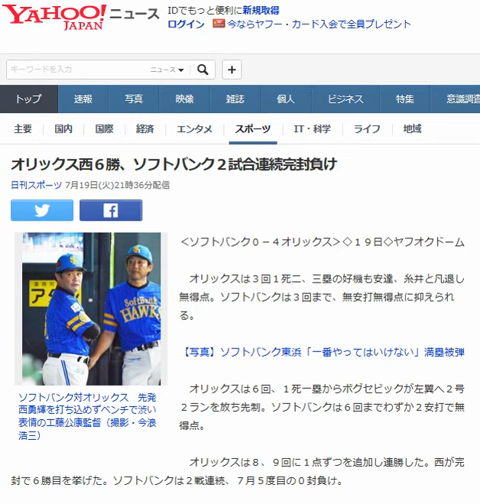 YAHOO! ニュース
JAPAN
IDでもっと便利に新規取得
ログイン 今ならヤフー・カード入会で全員プレゼント
キーワードを入力 ニュース
トップ 速報 写真 映像 雑誌 個人 ビジネス 特集 意識調査
主要 国内 国際 経済 エンタメ スポーツ IT・科学 ライフ 地域
オリックス西6勝、ソフトバンク2試合連続完封負け
日刊スポーツ 7月19日(火)21時36分配信
<ソフトバンク0-4オリックス>◇19日◇ヤフオクドーム
オリックスは3回1死二、三塁の好機も安達、糸井と凡退し
無得点。ソフトバンクは3回まで、無安打無得点に抑えられ
る。
【写真】ソフトバンク東浜「一番やってはいけない」満塁被弾
オリックスは6回、1死一塁からボグセビックが左翼へ2号
2ランを放ち先制。ソフトバンクは6回までわずか2安打で無
得点。
オリックスは8、9回に1点ずつを追加し連勝した。西が完
封で6勝目を挙げた。ソフトバンクは2戦連続、7月5度目の0封負け。
SoftBank
HAWKS
ソフトバンク対オリックス 先発
西勇輝を打ち込めずベンチで渋い
表情の工藤公康監督（撮影・今浪
浩三）